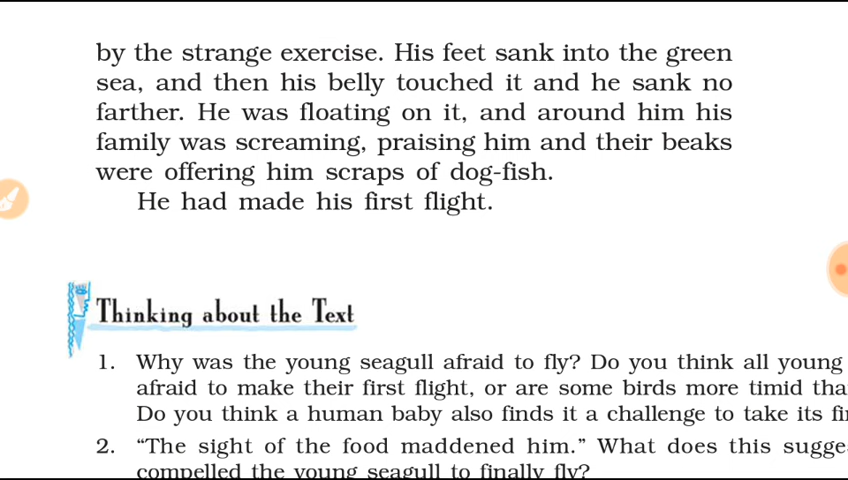 by the strange exercise. His feet sank into the green
sea, and then his belly touched it and he sank no
farther. He was floating on it, and around him his
family was screaming, praising him and their beaks
were offering him scraps of dog-fish.
He had made his first flight.
Thinking about the Text
1. Why was the young seagull afraid to fly? Do you think all young
afraid to make their first flight, or are some birds more timid
Do you think a human baby also finds it a challenge to take its
2. “The sight of the food maddened him.” What does this
compelled the young seagull to finally fly?